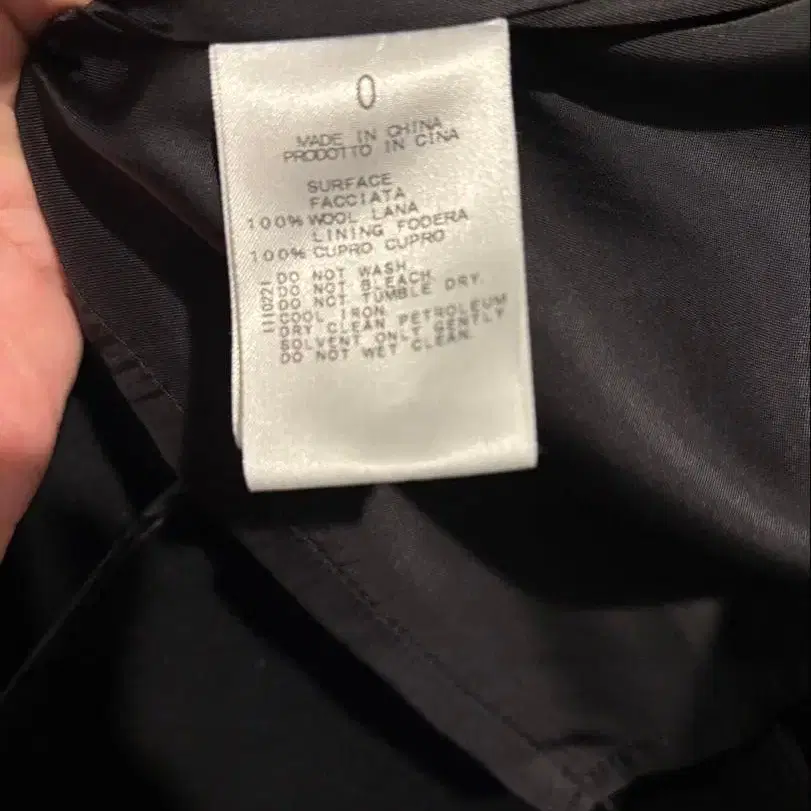 0
MADE IN CHINA
PRODOTTO IN CINA
SURFACE
FACCIATA
100% WOOL LANA
LINING FODERA
100% CUPRO CUPRO
DO NOT WASH.
DO NOT BLEACH.
DO NOT TUMBLE DRY.
COOL IRON.
DRY CLEAN, PETROLEUM
SOLVENT ONLY GENTLY
DO NOT WET CLEAN.